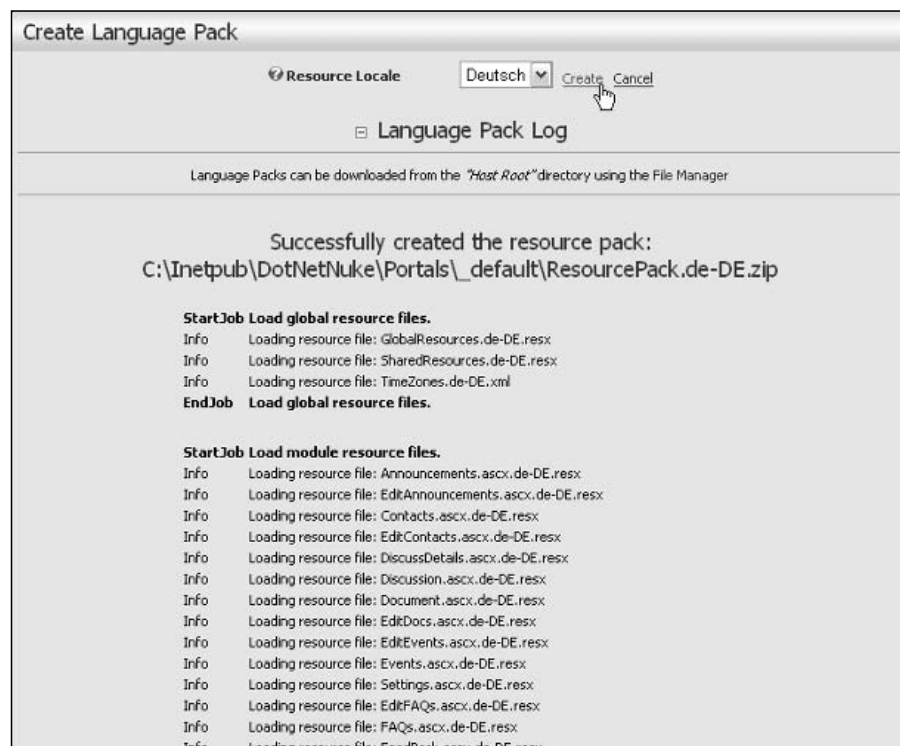 Create Language Pack
Resource Locale Deutsch Create Cancel
Language Pack Log
Language Packs can be downloaded from the "Host Root" directory using the File Manager
Successfully created the resource pack:
C:\Inetpub\DotNetNuke\Portals\_default\ResourcePack.de-DE.zip
StartJob Load global resource files.
Info Loading resource file: GlobalResources.de-DE.resx
Info Loading resource file: SharedResources.de-DE.resx
Info Loading resource file: TimeZones.de-DE.xml
EndJob Load global resource files.
StartJob Load module resource files.
Info Loading resource file: Announcements.ascx.de-DE.resx
Info Loading resource file: EditAnnouncements.ascx.de-DE.resx
Info Loading resource file: Contacts.ascx.de-DE.resx
Info Loading resource file: EditContacts.ascx.de-DE.resx
Info Loading resource file: DiscussDetails.ascx.de-DE.resx
Info Loading resource file: Discussion.ascx.de-DE.resx
Info Loading resource file: Document.ascx.de-DE.resx
Info Loading resource file: EditDocs.ascx.de-DE.resx
Info Loading resource file: EditEvents.ascx.de-DE.resx
Info Loading resource file: Events.ascx.de-DE.resx
Info Loading resource file: Settings.ascx.de-DE.resx
Info Loading resource file: EditFAQs.ascx.de-DE.resx
Info Loading resource file: FAQs.ascx.de-DE.resx